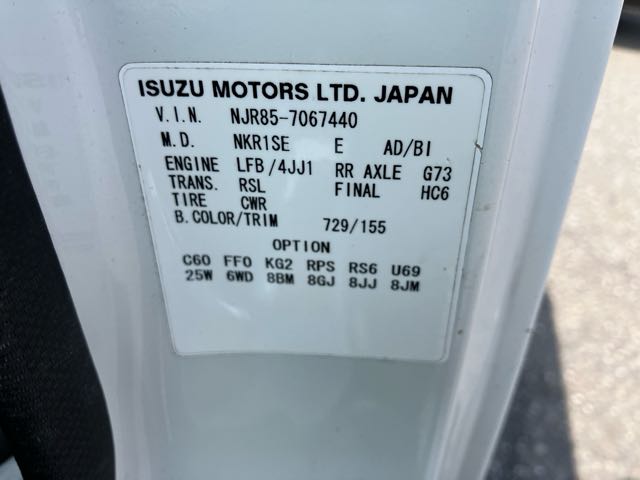 ISUZU MOTORS LTD. JAPAN
V.I.N. NJR85-7067440
M.D. NKR1SE E AD/BI
ENGINE LFB/4JJ1 RR AXLE G73
TRANS. RSL FINAL HC6
TIRE CWR
B.COLOR/TRIM 729/155
OPTION
C60 FF0 KG2 RPS RS6 U69
25W 6WD 8BM 8GJ 8JJ 8JM